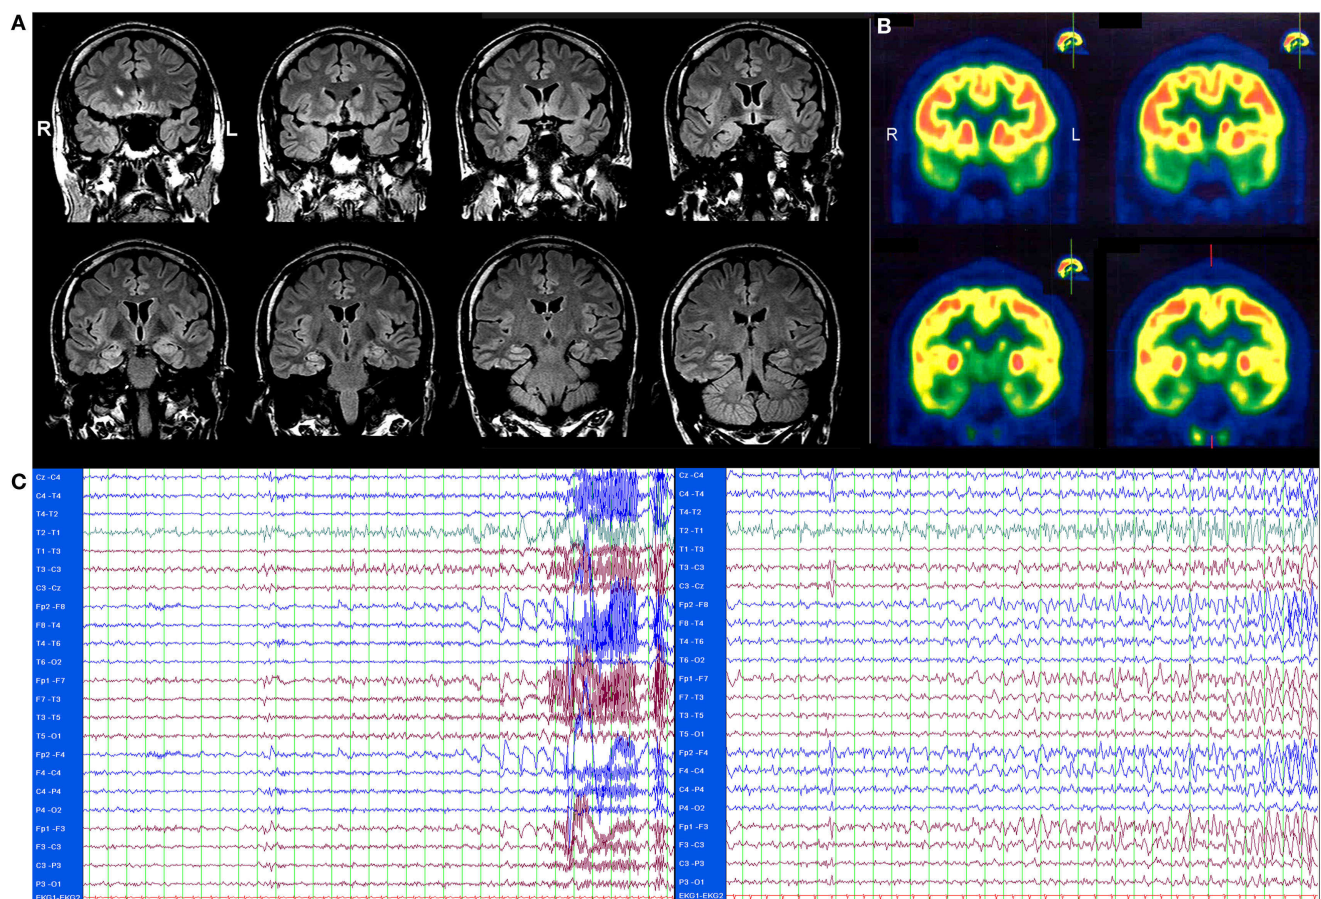 A
B
R
L
R
L
C
Cz-C4
C4-T4
T4-T2
T2-T1
T1-T3
T3-C3
C3-Cz
Fp2-F8
F8-T4
T4-T6
T6-O2
Fp1-F7
F7-T3
T3-T5
T5-O1
Fp2-F4
F4-C4
C4-P4
P4-O2
Fp1-F3
F3-C3
C3-P3
P3-O1
EKG1-EKG2
Cz-C4
C4-T4
T4-T2
T2-T1
T1-T3
T3-C3
C3-Cz
Fp2-F8
F8-T4
T4-T6
T6-O2
Fp1-F7
F7-T3
T3-T5
T5-O1
Fp2-F4
F4-C4
C4-P4
P4-O2
Fp1-F3
F3-C3
C3-P3
P3-O1
EKG1-EKG2